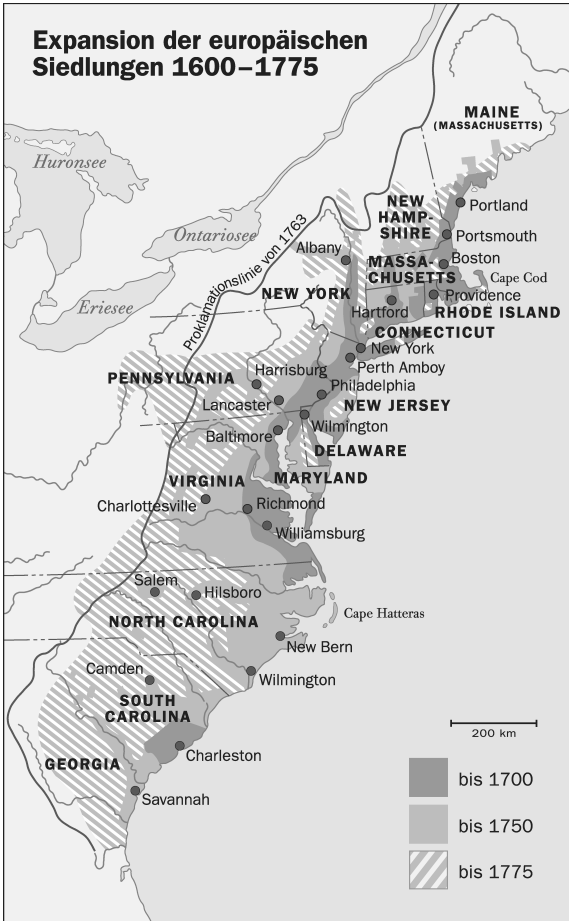 Expansion der europäischen
Siedlungen 1600–1775
MAINE
(MASSACHUSETTS)
Huronsee
Ontariosee
Eriesee
Proklamationslinie von 1763
NEW
HAMP-
SHIRE
Portland
Portsmouth
Albany
MASSA-
CHUSETTS
Boston
Cape Cod
NEW YORK
Providence
Hartford
RHODE ISLAND
CONNECTICUT
New York
Perth Amboy
PENNSYLVANIA
Harrisburg
Philadelphia
Lancaster
NEW JERSEY
Wilmington
Baltimore
DELAWARE
VIRGINIA
MARYLAND
Charlottesville
Richmond
Williamsburg
Salem
Hilsboro
NORTH CAROLINA
Cape Hatteras
New Bern
Camden
Wilmington
SOUTH
CAROLINA
GEORGIA
Charleston
Savannah
200 km
bis 1700
bis 1750
bis 1775